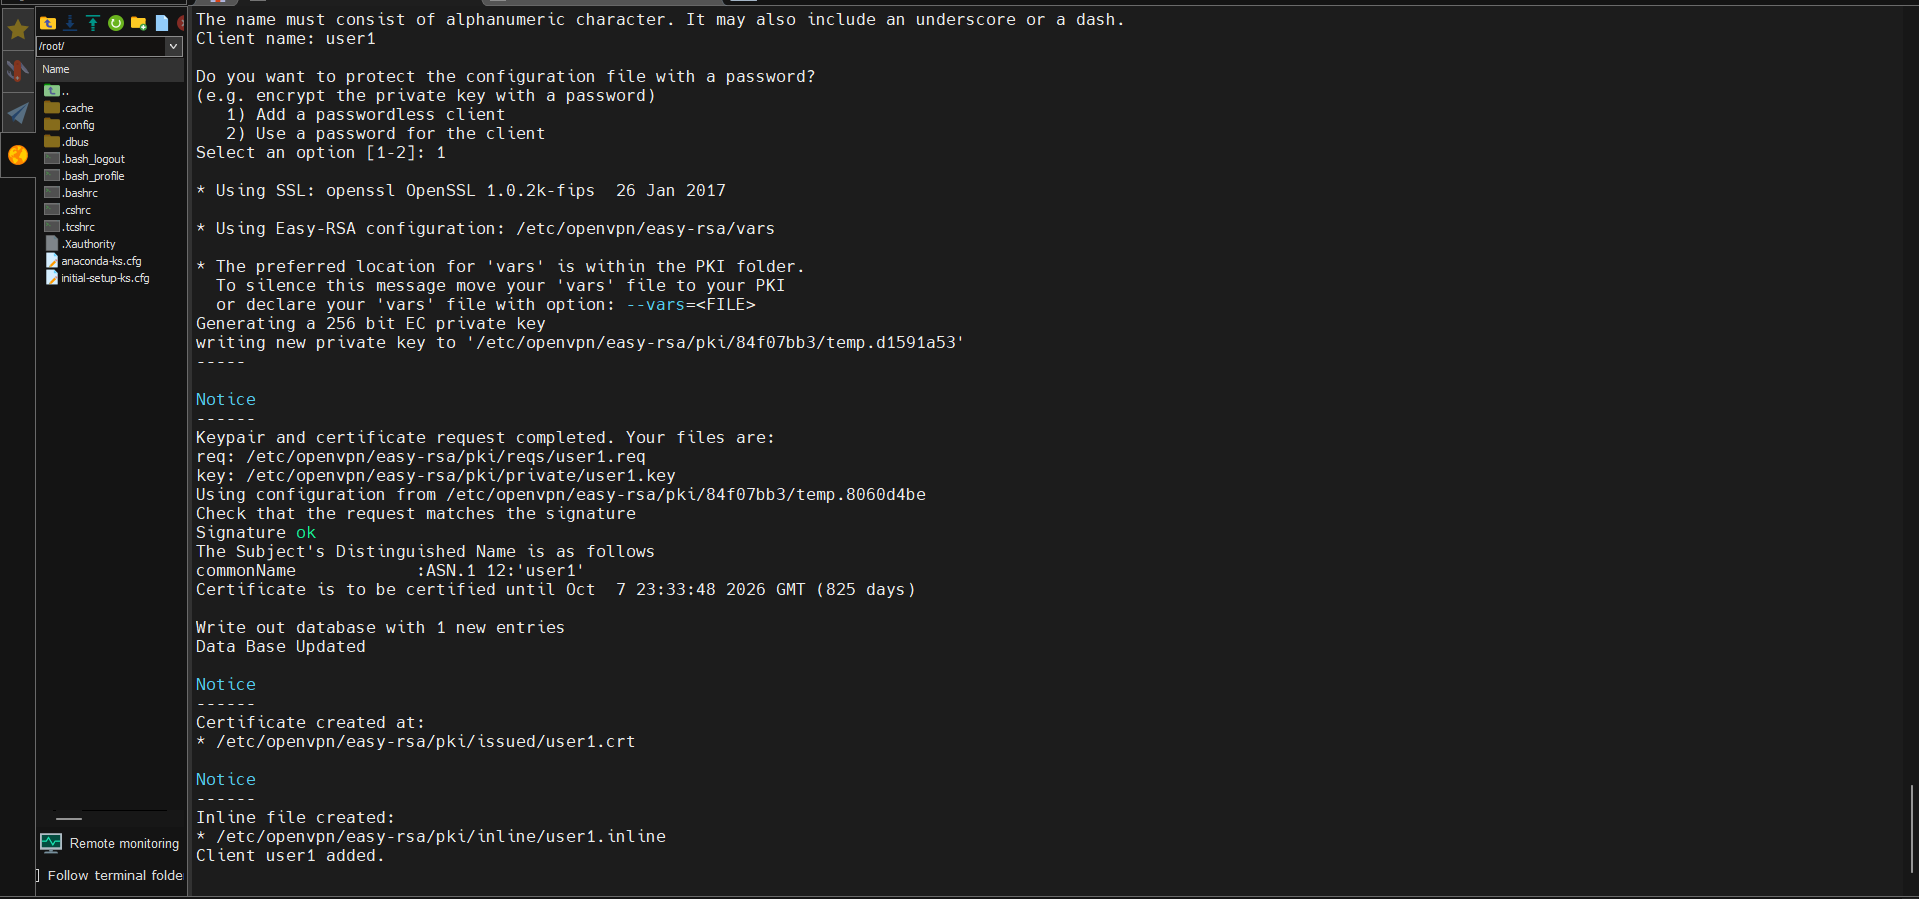 /root/
Name
..
.cache
.config
.dbus
.bash_logout
.bash_profile
.bashrc
.cshrc
.tcshrc
.Xauthority
anaconda-ks.cfg
initial-setup-ks.cfg
Remote monitoring
Follow terminal folde
The name must consist of alphanumeric character. It may also include an underscore or a dash.
Client name: user1
Do you want to protect the configuration file with a password?
(e.g. encrypt the private key with a password)
1) Add a passwordless client
2) Use a password for the client
Select an option [1-2]: 1
* Using SSL: openssl OpenSSL 1.0.2k-fips  26 Jan 2017
* Using Easy-RSA configuration: /etc/openvpn/easy-rsa/vars
* The preferred location for 'vars' is within the PKI folder.
To silence this message move your 'vars' file to your PKI
or declare your 'vars' file with option: --vars=<FILE>
Generating a 256 bit EC private key
writing new private key to '/etc/openvpn/easy-rsa/pki/84f07bb3/temp.d1591a53'
-----
Notice
------
Keypair and certificate request completed. Your files are:
req: /etc/openvpn/easy-rsa/pki/reqs/user1.req
key: /etc/openvpn/easy-rsa/pki/private/user1.key
Using configuration from /etc/openvpn/easy-rsa/pki/84f07bb3/temp.8060d4be
Check that the request matches the signature
Signature ok
The Subject's Distinguished Name is as follows
commonName            :ASN.1 12:'user1'
Certificate is to be certified until Oct  7 23:33:48 2026 GMT (825 days)
Write out database with 1 new entries
Data Base Updated
Notice
------
Certificate created at:
* /etc/openvpn/easy-rsa/pki/issued/user1.crt
Notice
------
Inline file created:
* /etc/openvpn/easy-rsa/pki/inline/user1.inline
Client user1 added.